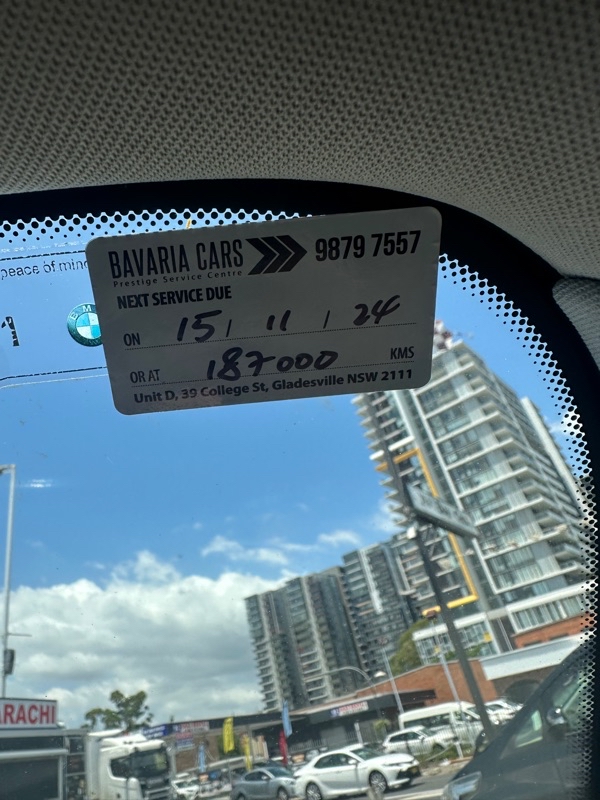 BAVARIA CARS 9879 7557
Prestige Service Centre
peace of mind
NEXT SERVICE DUE
ON 15 / 11 / 24
OR AT 187000 KMS
Unit D, 39 College St, Gladesville NSW 2111
ARACHI